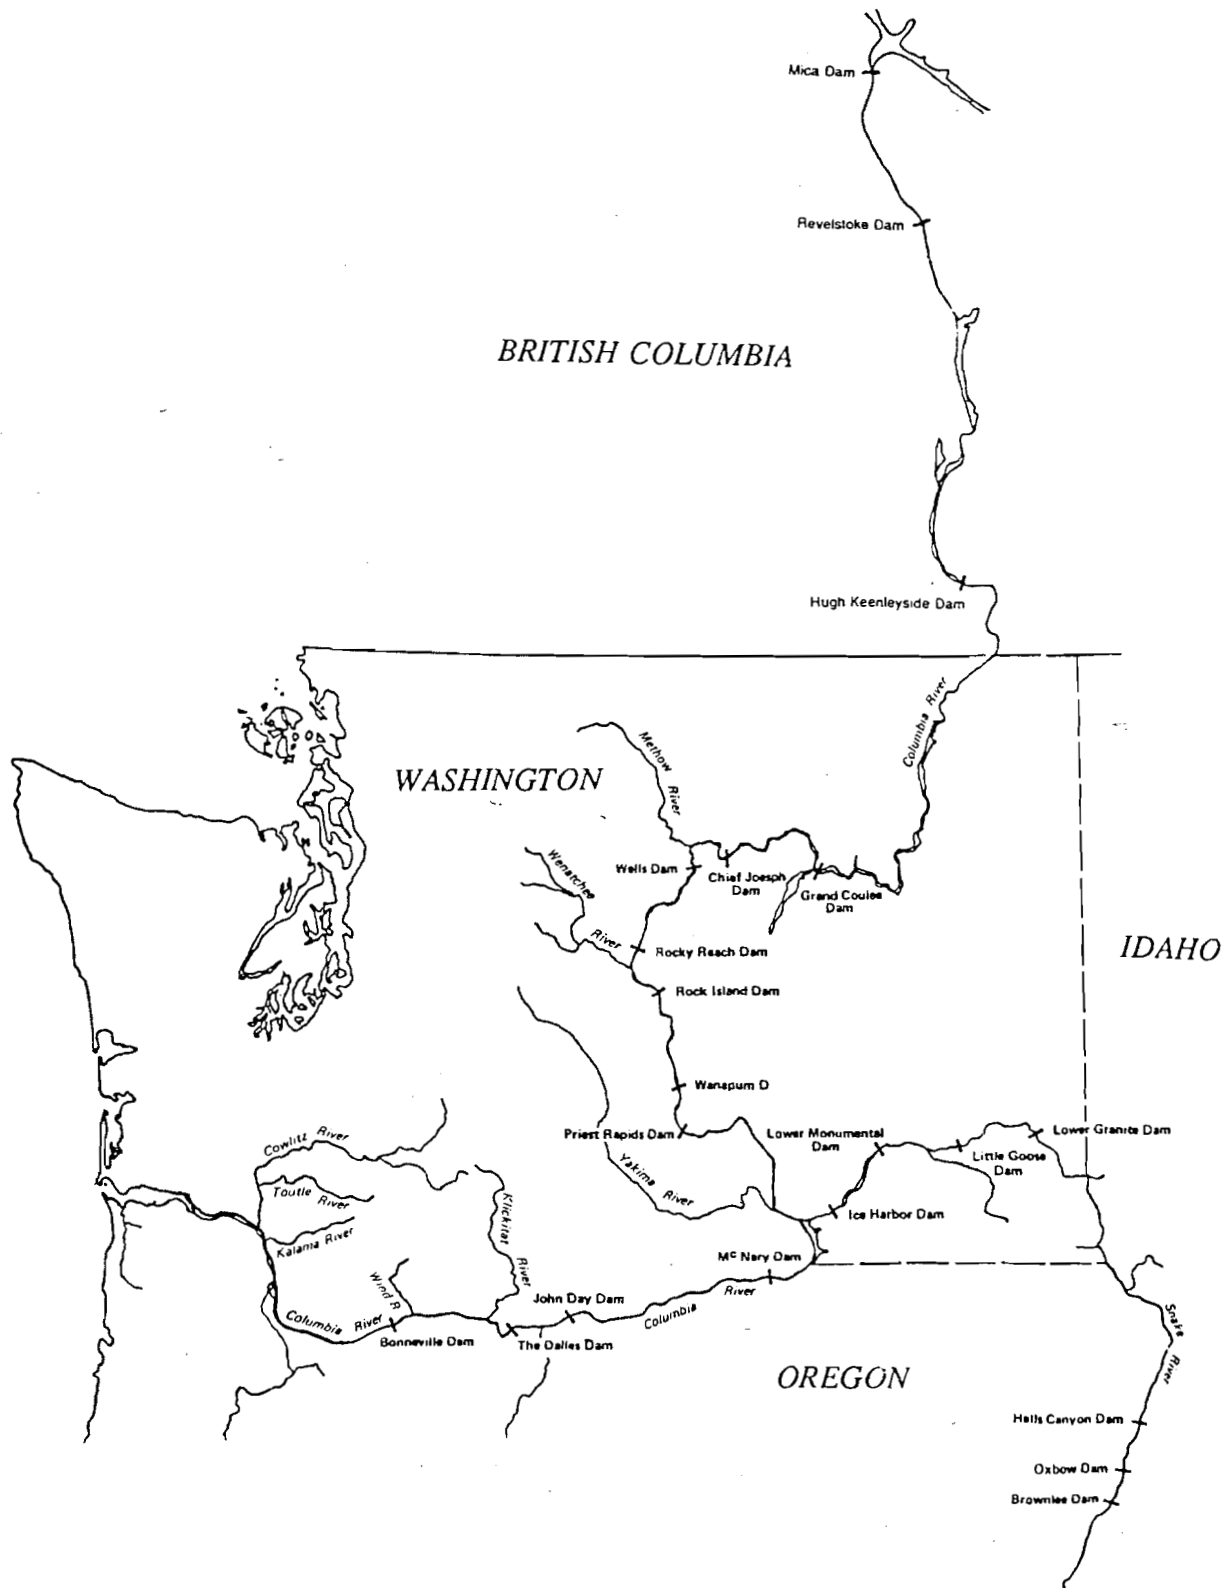 Mica Dam
Revelstoke Dam
BRITISH COLUMBIA
Hugh Keenleyside Dam
Columbia River
Methow River
WASHINGTON
Wenatchee River
Wells Dam
Chief Joesph
Dam
Grand Coulee
Dam
IDAHO
Rocky Reach Dam
Rock Island Dam
Wanapum D
Priest Rapids Dam
Lower Monumental
Dam
Lower Granite Dam
Little Goose
Dam
Cowlitz River
Toutle River
Kalama River
Klickitat River
Yakima River
Ice Harbor Dam
Mc Nary Dam
Wind R
John Day Dam
Columbia River
Columbia River
Bonneville Dam
The Dalles Dam
Snake River
OREGON
Hells Canyon Dam
Oxbow Dam
Brownlee Dam